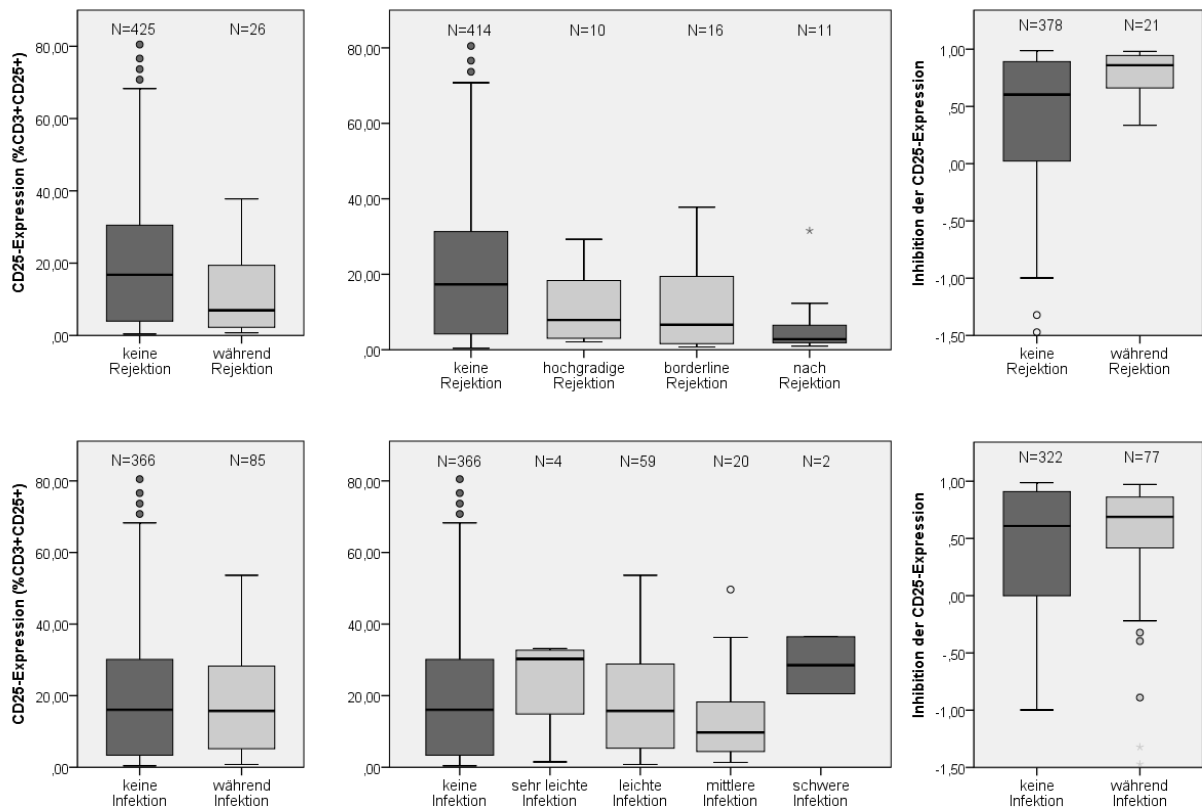 N=425 N=26
80,00
60,00
40,00
20,00
,00
CD25-Expression (%CD3+CD25+)
keine während
Rejektion Rejektion
N=414 N=10 N=16 N=11
80,00
60,00
40,00
20,00
,00
keine hochgradige borderline nach
Rejektion Rejektion Rejektion Rejektion
N=378 N=21
1,00
,50
,00
-,50
-1,00
-1,50
Inhibition der CD25-Expression
keine während
Rejektion Rejektion
N=366 N=85
80,00
60,00
40,00
20,00
,00
CD25-Expression (%CD3+CD25+)
keine während
Infektion Infektion
N=366 N=4 N=59 N=20 N=2
80,00
60,00
40,00
20,00
,00
keine sehr leichte leichte mittlere schwere
Infektion Infektion Infektion Infektion Infektion
N=322 N=77
1,00
,50
,00
-,50
-1,00
-1,50
Inhibition der CD25-Expression
keine während
Infektion Infektion